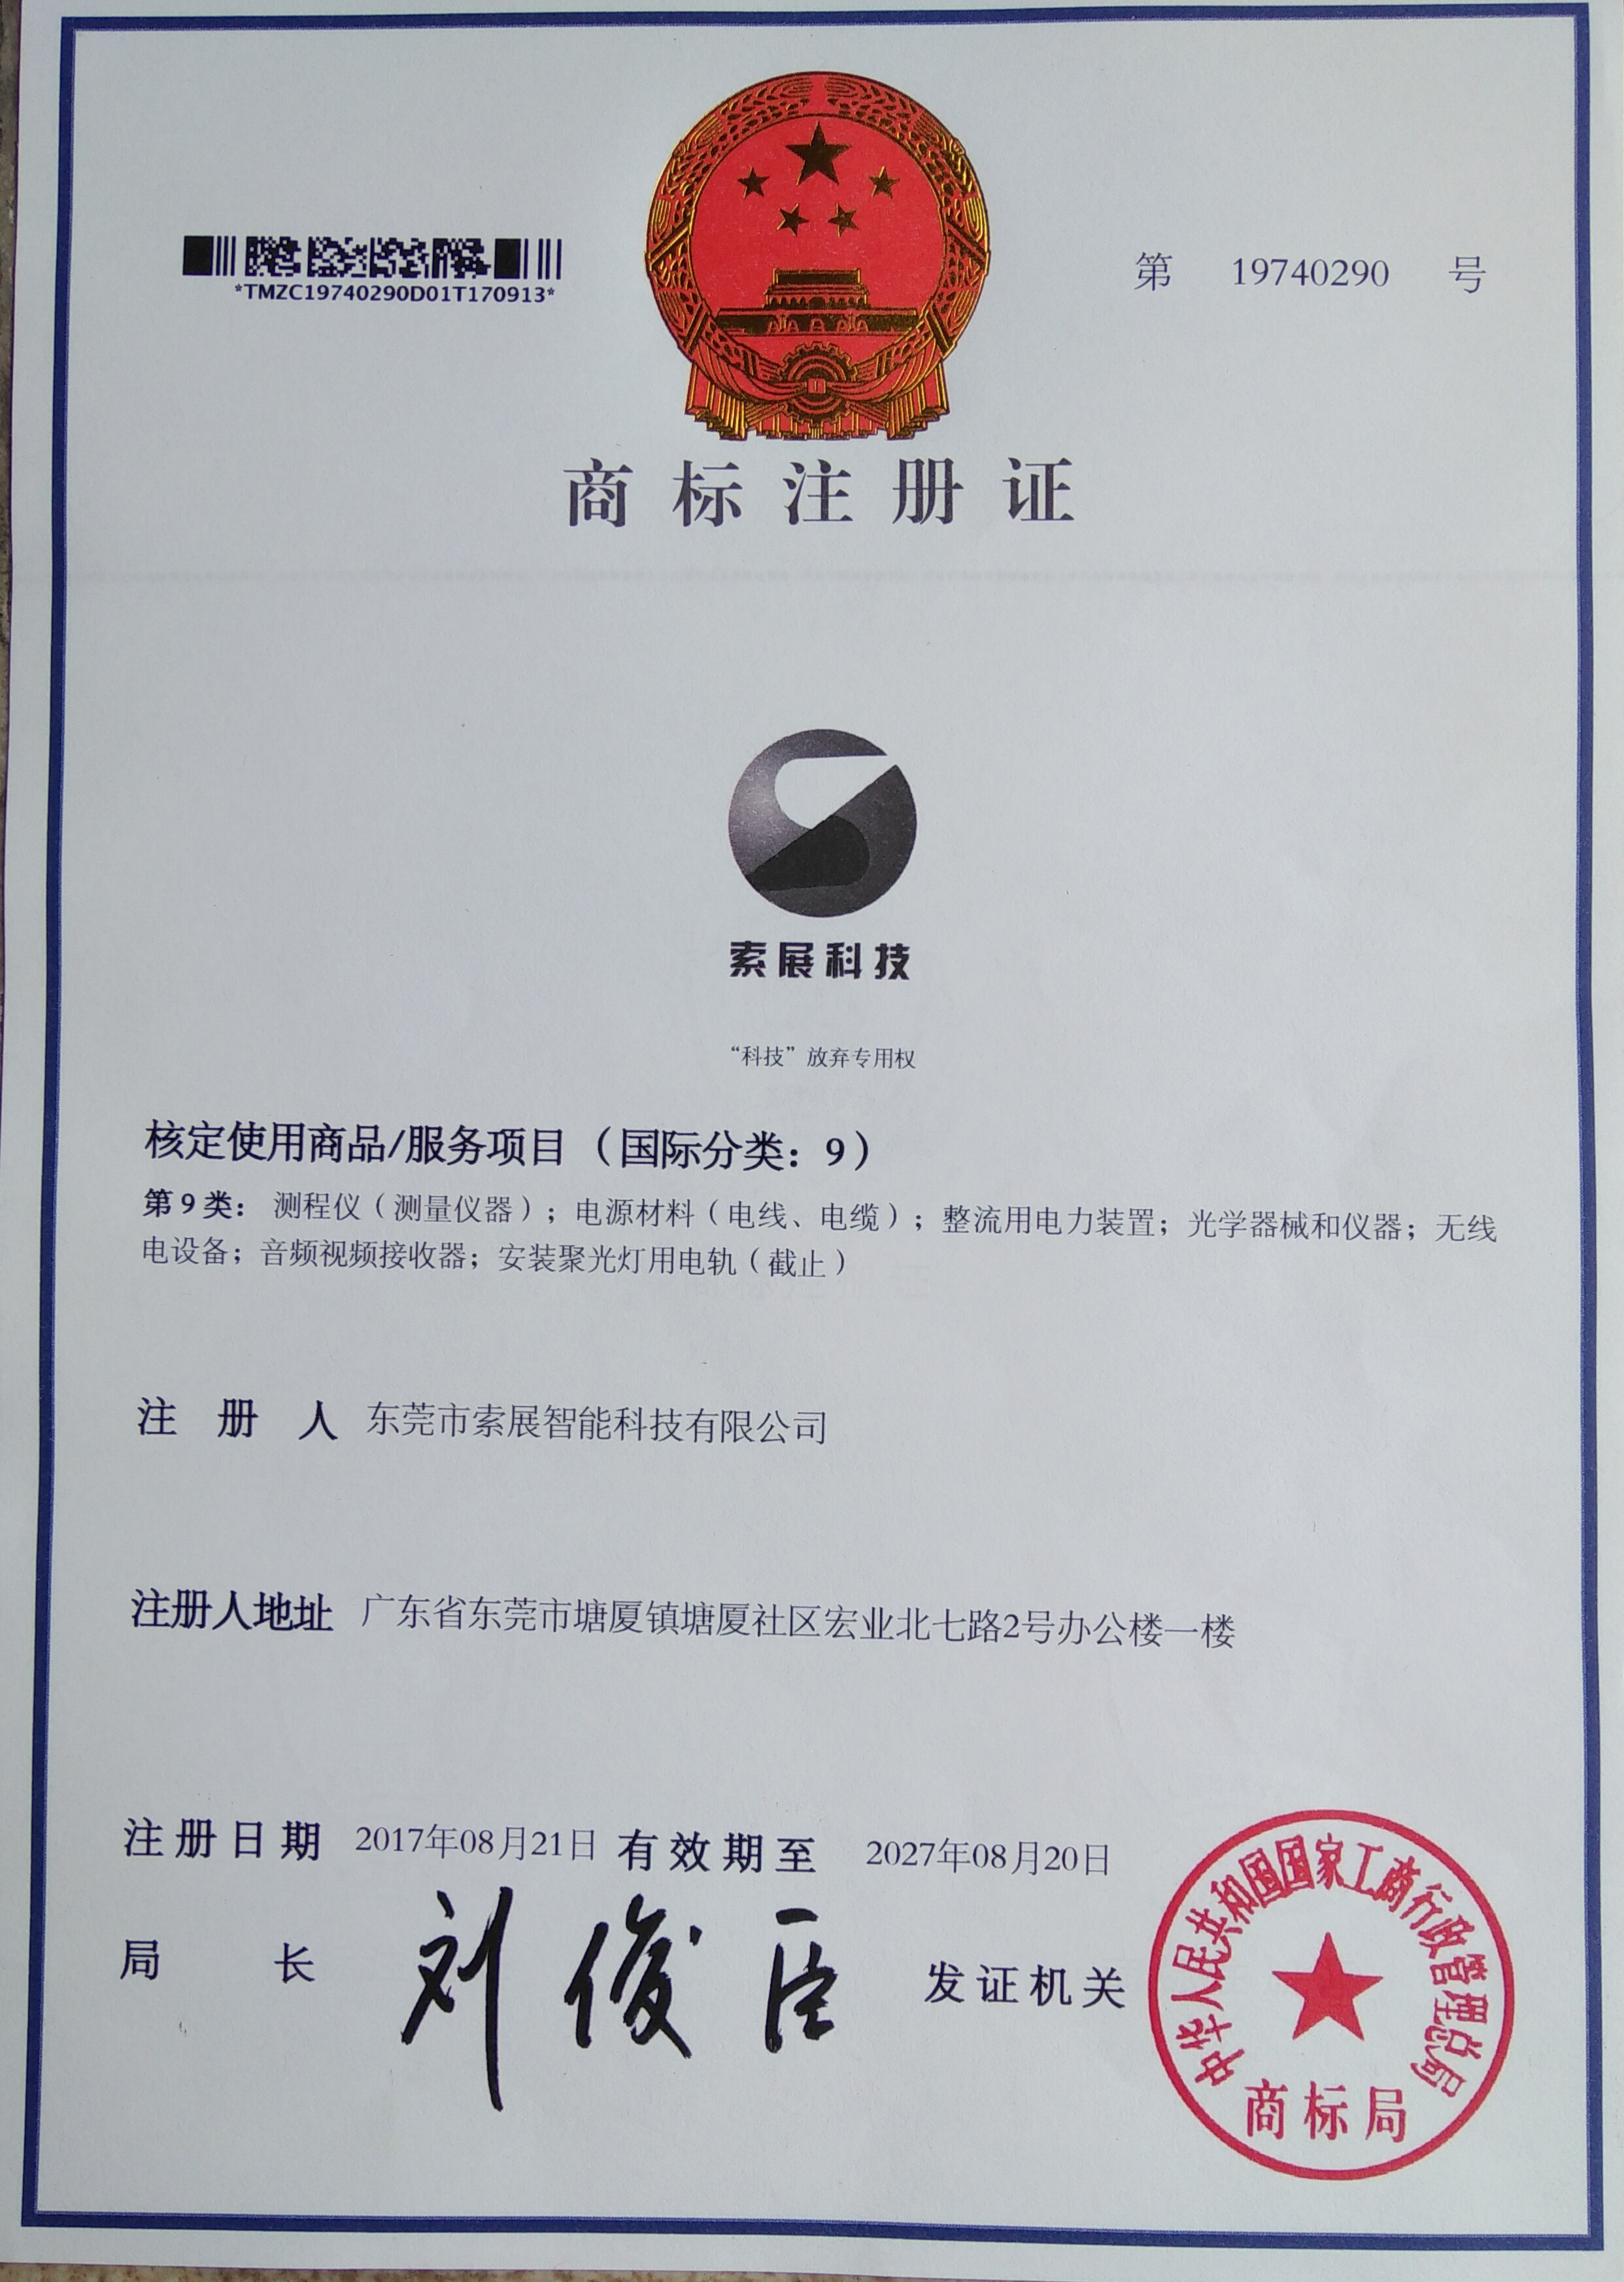 *TMZC19740290D01T170913*
第 19740290 号
商标注册证
索展科技
“科技”放弃专用权
核定使用商品/服务项目（国际分类：9）
第9类：测程仪（测量仪器）；电源材料（电线、电缆）；整流用电力装置；光学器械和仪器；无线
电设备；音频视频接收器；安装聚光灯用电轨（截止）
注册人 东莞市索展智能科技有限公司
注册人地址 广东省东莞市塘厦镇塘厦社区宏业北七路2号办公楼一楼
注册日期 2017年08月21日 有效期至 2027年08月20日
局长 刘俊臣 发证机关
中华人民共和国国家工商行政管理总局
商标局